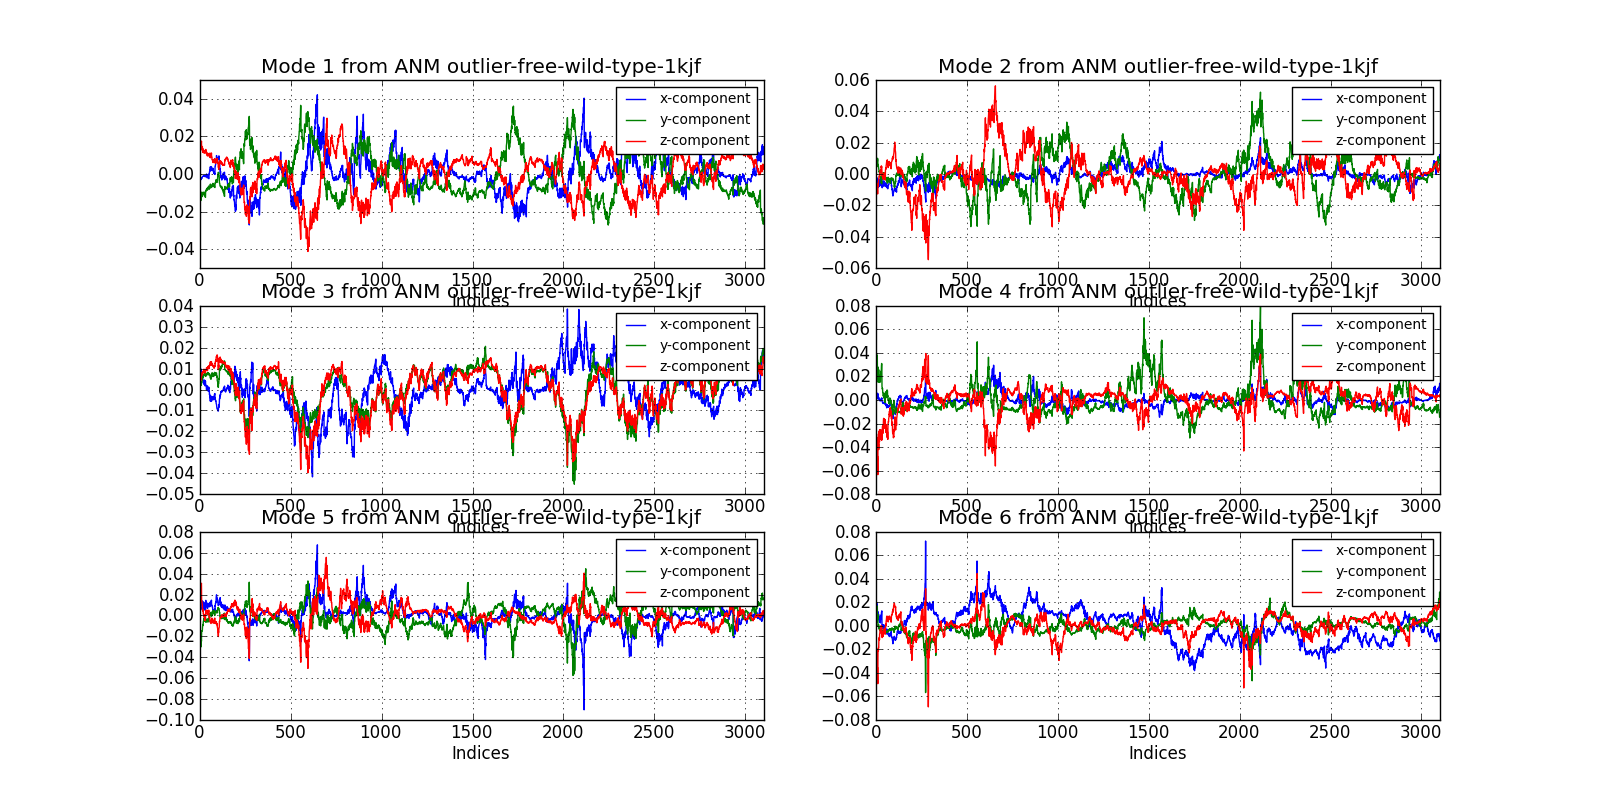 Mode 1 from ANM outlier-free-wild-type-1kjf
0.04
0.02
0.00
−0.02
−0.04
x-component
y-component
z-component
0 500 1000 1500 2000 2500 3000
Indices
Mode 2 from ANM outlier-free-wild-type-1kjf
0.06
0.04
0.02
0.00
−0.02
−0.04
−0.06
x-component
y-component
z-component
0 500 1000 1500 2000 2500 3000
Indices
Mode 3 from ANM outlier-free-wild-type-1kjf
0.04
0.03
0.02
0.01
0.00
−0.01
−0.02
−0.03
−0.04
−0.05
x-component
y-component
z-component
0 500 1000 1500 2000 2500 3000
Indices
Mode 4 from ANM outlier-free-wild-type-1kjf
0.08
0.06
0.04
0.02
0.00
−0.02
−0.04
−0.06
−0.08
x-component
y-component
z-component
0 500 1000 1500 2000 2500 3000
Indices
Mode 5 from ANM outlier-free-wild-type-1kjf
0.08
0.06
0.04
0.02
0.00
−0.02
−0.04
−0.06
−0.08
−0.10
x-component
y-component
z-component
0 500 1000 1500 2000 2500 3000
Indices
Mode 6 from ANM outlier-free-wild-type-1kjf
0.08
0.06
0.04
0.02
0.00
−0.02
−0.04
−0.06
−0.08
x-component
y-component
z-component
0 500 1000 1500 2000 2500 3000
Indices